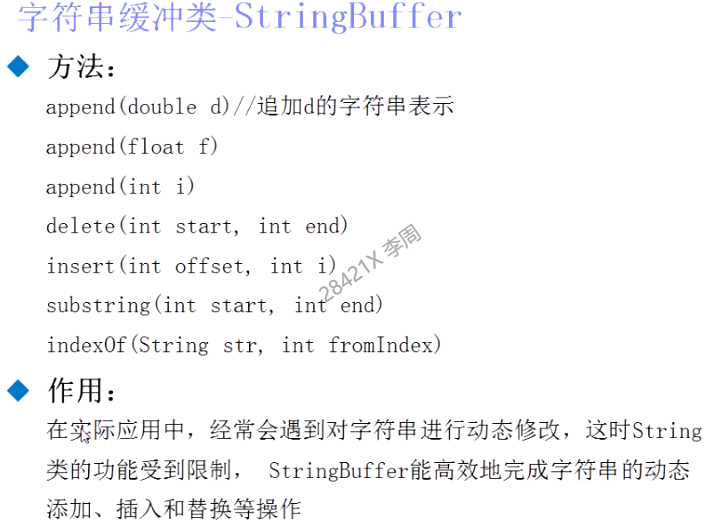 字符串缓冲类-StringBuffer
方法：
append(double d)//追加d的字符串表示
append(float f)
append(int i)
delete(int start, int end)
insert(int offset, int i)
substring(int start, int end)
indexOf(String str, int fromIndex)
28421X 李周
作用：
在实际应用中，经常会遇到对字符串进行动态修改，这时String
类的功能受到限制， StringBuffer能高效地完成字符串的动态
添加、插入和替换等操作